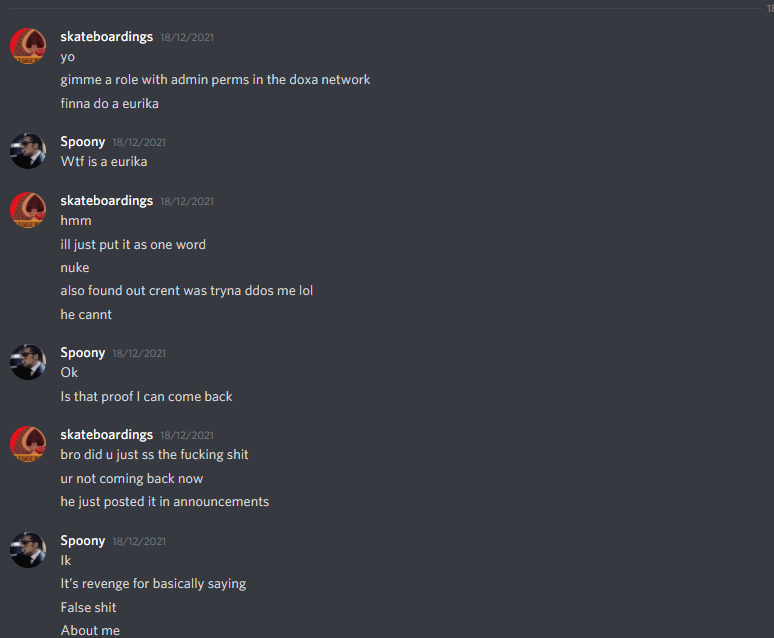 18
skateboardings 18/12/2021
yo
gimme a role with admin perms in the doxa network
finna do a eurika
Spoony 18/12/2021
Wtf is a eurika
skateboardings 18/12/2021
hmm
ill just put it as one word
nuke
also found out crent was tryna ddos me lol
he cannt
Spoony 18/12/2021
Ok
Is that proof I can come back
skateboardings 18/12/2021
bro did u just ss the fucking shit
ur not coming back now
he just posted it in announcements
Spoony 18/12/2021
Ik
It's revenge for basically saying
False shit
About me